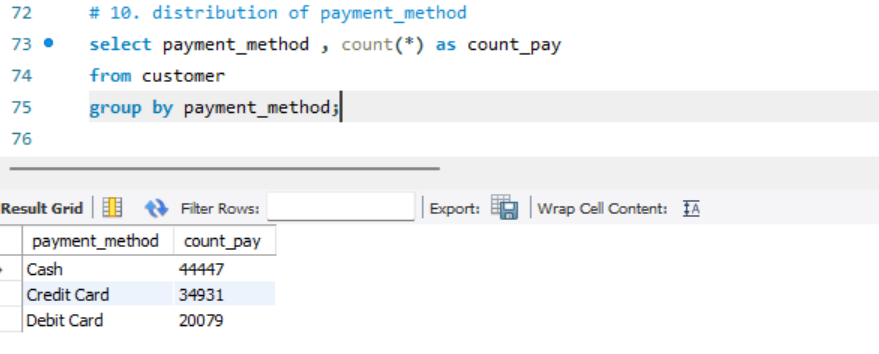 72 # 10. distribution of payment_method
73 select payment_method , count(*) as count_pay
74 from customer
75 group by payment_method;
76
Result Grid Filter Rows: Export: Wrap Cell Content: IA
payment_method count_pay
Cash 44447
Credit Card 34931
Debit Card 20079